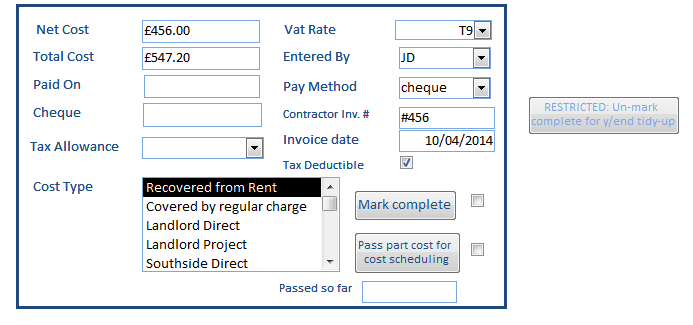 Net Cost £456.00 Vat Rate T9
Total Cost £547.20 Entered By JD
Paid On Pay Method cheque
Cheque Contractor Inv. # #456
Tax Allowance Invoice date 10/04/2014
Tax Deductible
Cost Type
Recovered from Rent
Covered by regular charge
Landlord Direct
Landlord Project
Southside Direct
Mark complete
Pass part cost for
cost scheduling
Passed so far
RESTRICTED: Un-mark
complete for y/end tidy-up